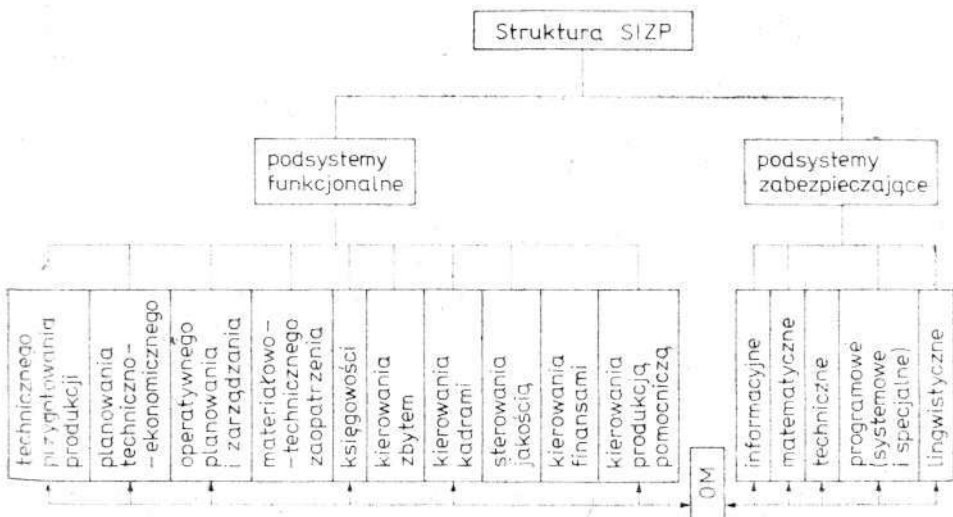 Struktura SIZP
podsystemy
funkcjonalne
podsystemy
zabezpieczające
technicznego
przygotowania
produkcji
planowania
techniczno-
-ekonomicznego
operatywnego
planowania
i zarządzania
materiałowo-
-technicznego
zaopatrzenia
księgowości
kierowania
zbytem
kierowania
kadrami
sterowania
jakością
kierowania
finansami
kierowania
produkcją
pomocniczą
OM
informacyjne
matematyczne
techniczne
programowe
(systemowe
i specjalne)
lingwistyczne